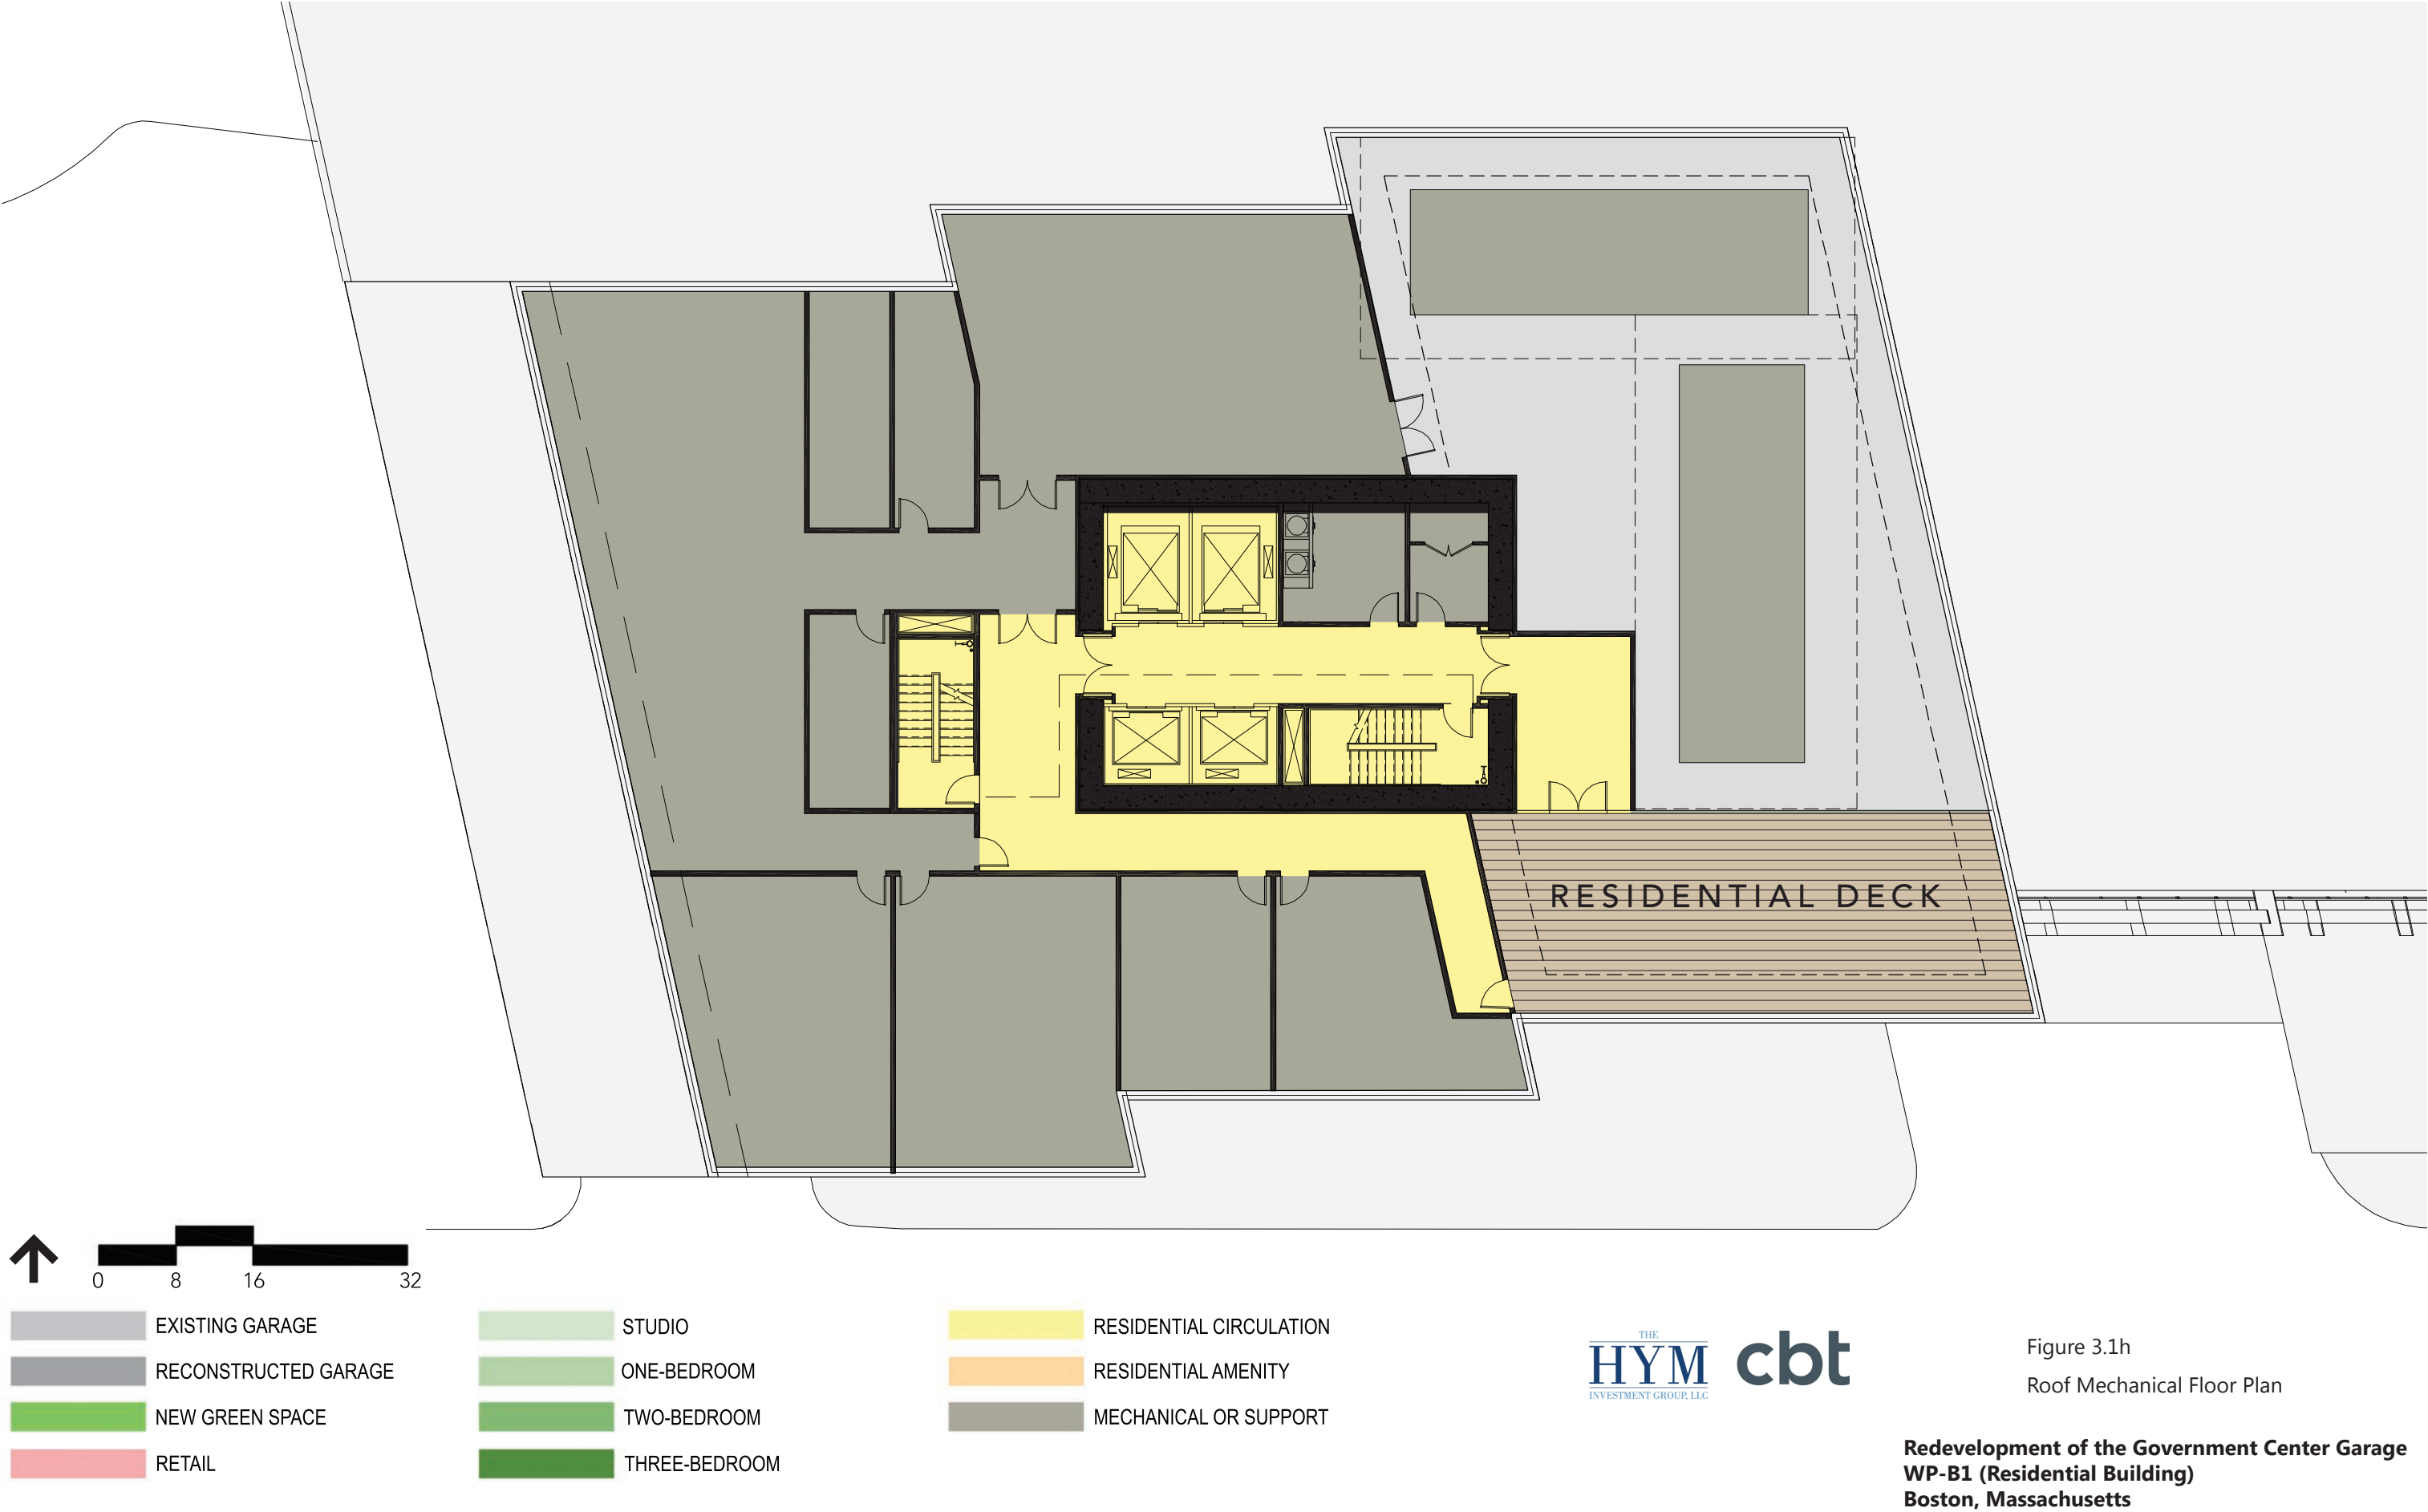 RESIDENTIAL DECK
0 8 16 32
EXISTING GARAGE
RECONSTRUCTED GARAGE
NEW GREEN SPACE
RETAIL
STUDIO
ONE-BEDROOM
TWO-BEDROOM
THREE-BEDROOM
RESIDENTIAL CIRCULATION
RESIDENTIAL AMENITY
MECHANICAL OR SUPPORT
THE
HYM
INVESTMENT GROUP, LLC
cbt
Figure 3.1h
Roof Mechanical Floor Plan
Redevelopment of the Government Center Garage
WP-B1 (Residential Building)
Boston, Massachusetts